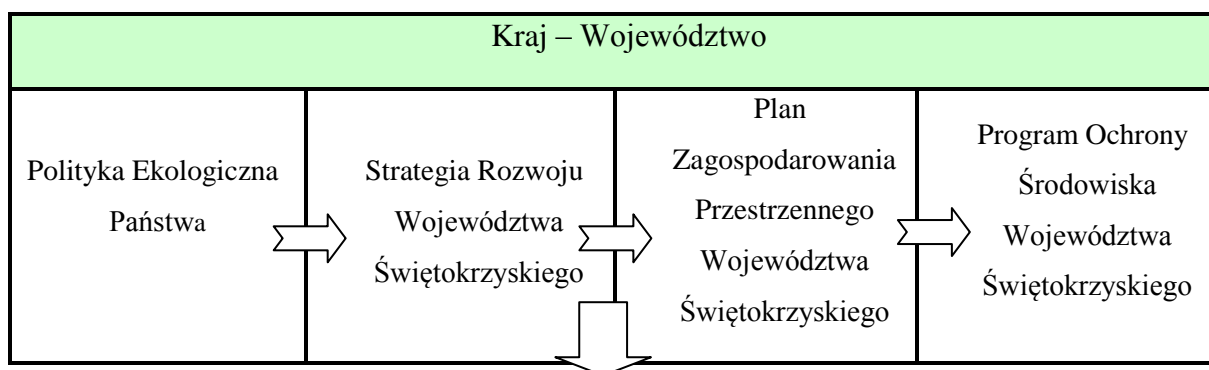 Kraj – Województwo
Polityka Ekologiczna
Państwa
Strategia Rozwoju
Województwa
Świętokrzyskiego
Plan
Zagospodarowania
Przestrzennego
Województwa
Świętokrzyskiego
Program Ochrony
Środowiska
Województwa
Świętokrzyskiego